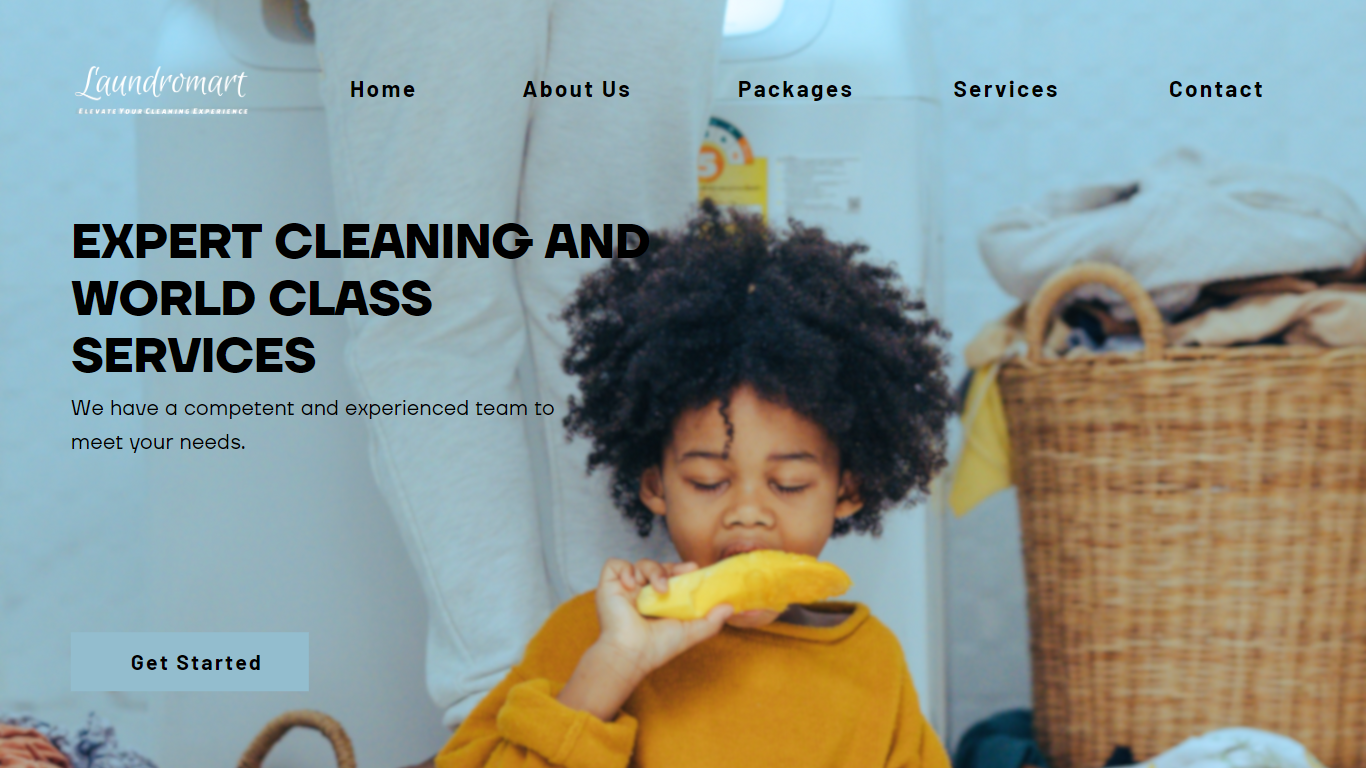 Laundromart
Elevate Your Cleaning Experience
Home
About Us
Packages
Services
Contact
5
EXPERT CLEANING AND
WORLD CLASS
SERVICES
We have a competent and experienced team to
meet your needs.
Get Started